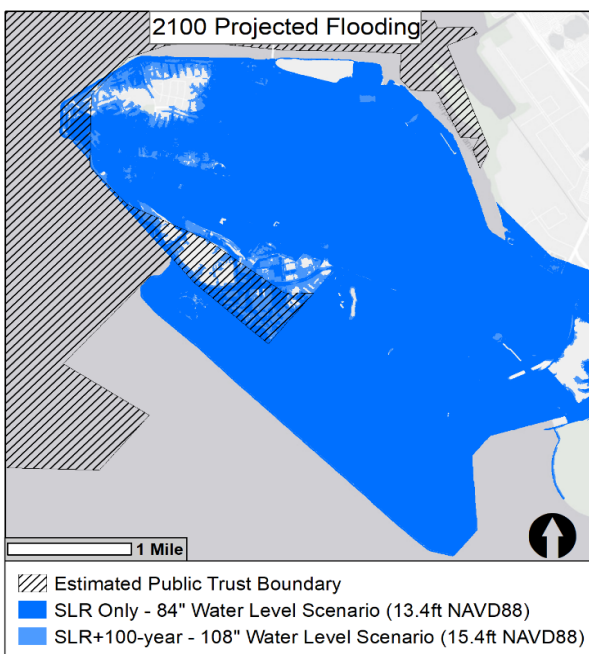 2100 Projected Flooding
1 Mile
Estimated Public Trust Boundary
SLR Only - 84" Water Level Scenario (13.4ft NAVD88)
SLR+100-year - 108" Water Level Scenario (15.4ft NAVD88)